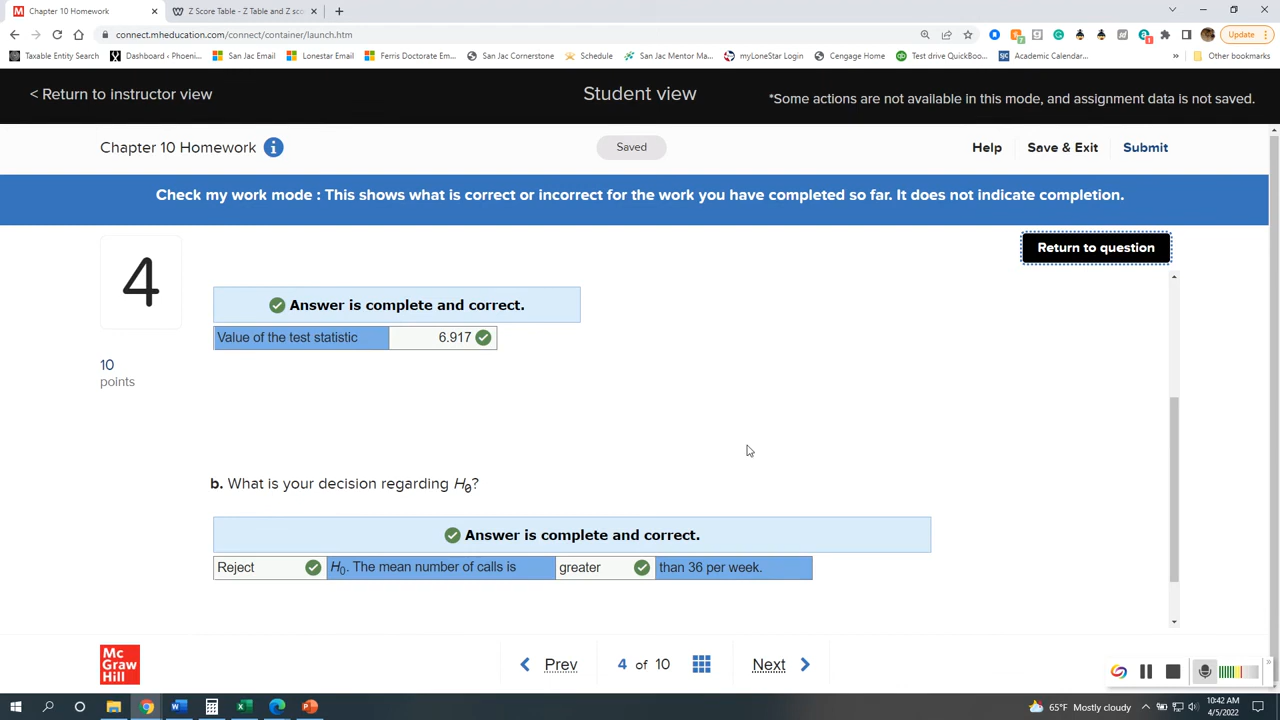 Chapter 10 Homework
Z Score Table - Z Table and Z sco
connect.mheducation.com/connect/container/launch.htm
Update
Taxable Entity Search
Dashboard ‹ Phoeni...
San Jac Email
Lonestar Email
Ferris Doctorate Em...
San Jac Cornerstone
Schedule
San Jac Mentor Ma...
myLoneStar Login
Cengage Home
Test drive QuickBoo...
Academic Calendar...
Other bookmarks
< Return to instructor view
Student view
*Some actions are not available in this mode, and assignment data is not saved.
Chapter 10 Homework
Saved
Help
Save & Exit
Submit
Check my work mode : This shows what is correct or incorrect for the work you have completed so far. It does not indicate completion.
4
Return to question
Answer is complete and correct.
Value of the test statistic 6.917
10
points
b. What is your decision regarding H0?
Answer is complete and correct.
Reject H0. The mean number of calls is greater than 36 per week.
Mc
Graw
Hill
Prev
4 of 10
Next
65°F Mostly cloudy
10:42 AM
4/5/2022